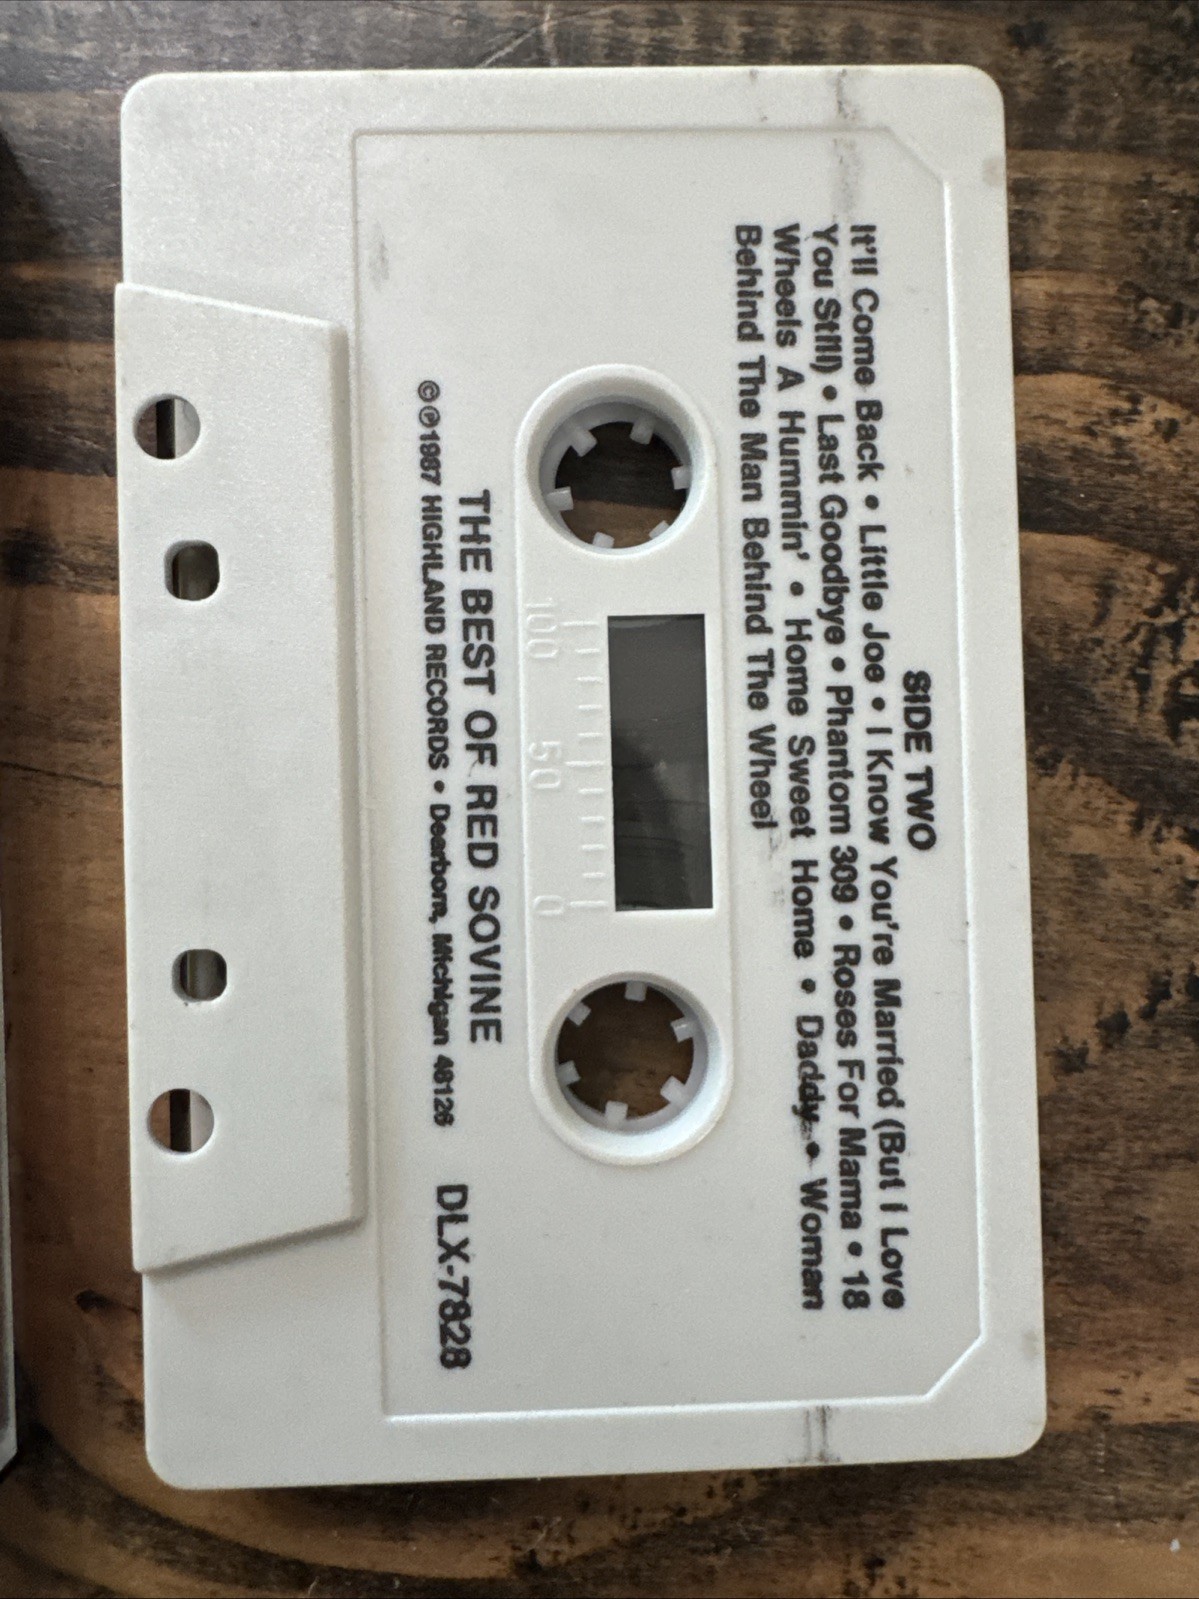 SIDE TWO
It'll Come Back • Little Joe • I Know You're Married (But I Love
You Still) • Last Goodbye • Phantom 309 • Roses For Mama • 18
Wheels A Hummin' • Home Sweet Home • Daddy • Woman
Behind The Man Behind The Wheel
100 50 0
THE BEST OF RED SOVINE
©℗1987 HIGHLAND RECORDS • Deerborn, Michigan 48126 DLX-7828